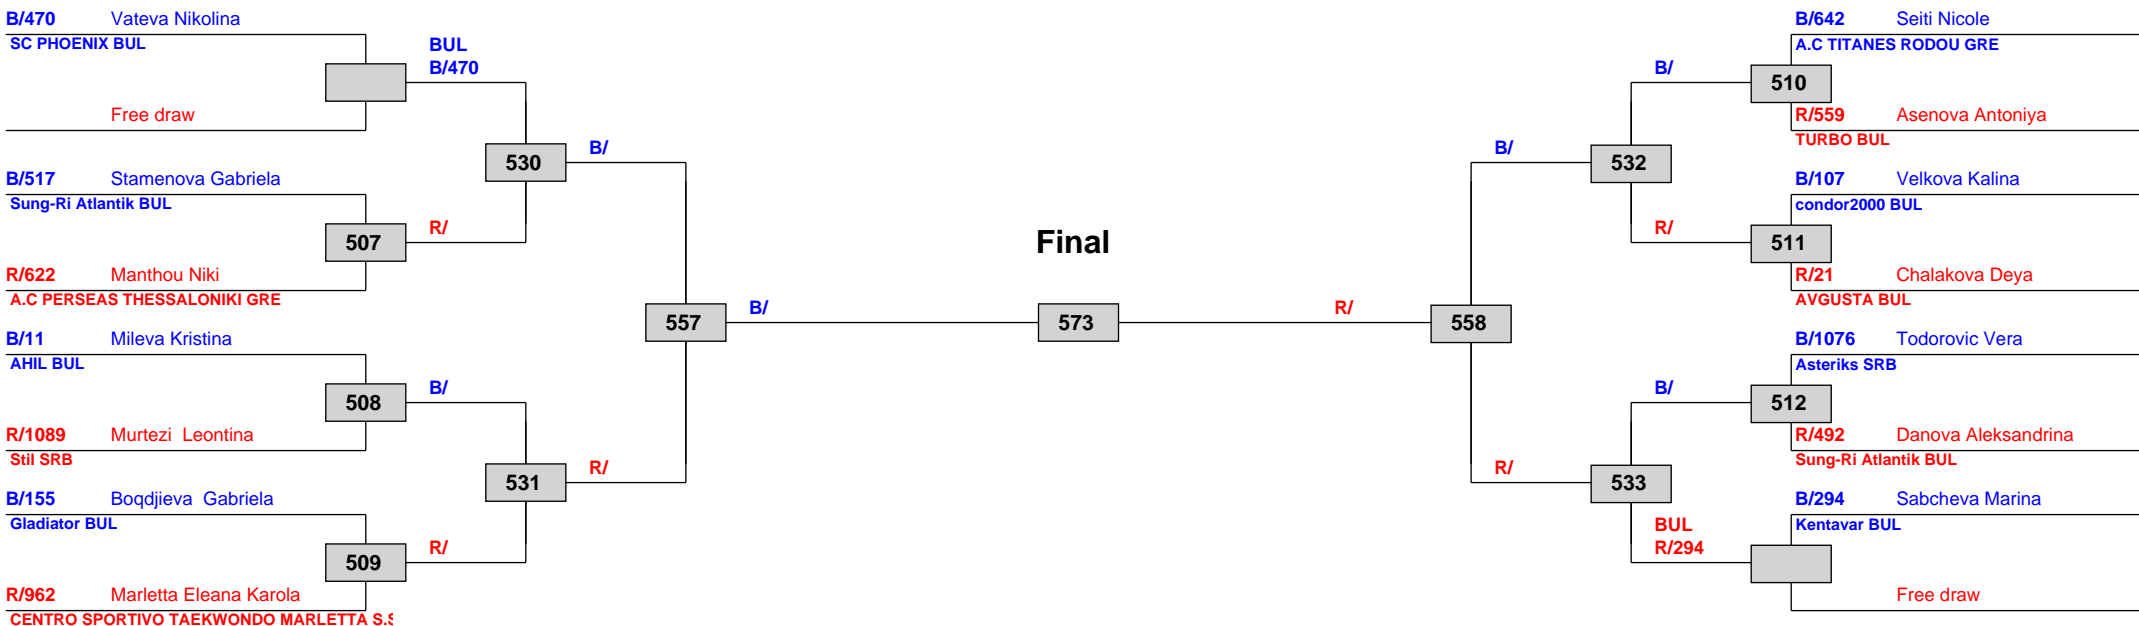 B/470 Vateva Nikolina
SC PHOENIX BUL
BUL
B/470
Free draw
530
B/
B/517 Stamenova Gabriela
Sung-Ri Atlantik BUL
507
R/
R/622 Manthou Niki
A.C PERSEAS THESSALONIKI GRE
557
B/
B/11 Mileva Kristina
AHIL BUL
508
B/
R/1089 Murtezi Leontina
Stil SRB
531
R/
B/155 Boqdjieva Gabriela
Gladiator BUL
509
R/
R/962 Marletta Eleana Karola
CENTRO SPORTIVO TAEKWONDO MARLETTA S.S
Final
573
B/642 Seiti Nicole
A.C TITANES RODOU GRE
B/
510
R/559 Asenova Antoniya
TURBO BUL
B/
532
B/107 Velkova Kalina
condor2000 BUL
R/
511
R/21 Chalakova Deya
AVGUSTA BUL
R/
558
B/1076 Todorovic Vera
Asteriks SRB
B/
512
R/492 Danova Aleksandrina
Sung-Ri Atlantik BUL
R/
533
B/294 Sabcheva Marina
Kentavar BUL
BUL
R/294
Free draw